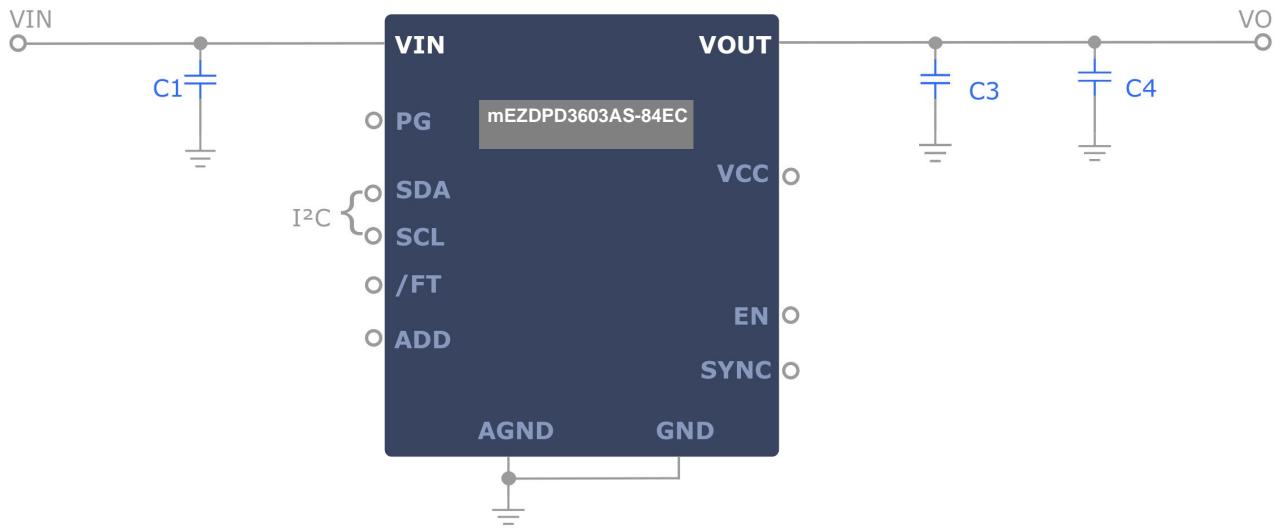 VIN
VO
VIN
VOUT
C1
C3
C4
mEZDPD3603AS-84EC
PG
VCC
SDA
I²C
SCL
/FT
EN
ADD
SYNC
AGND
GND